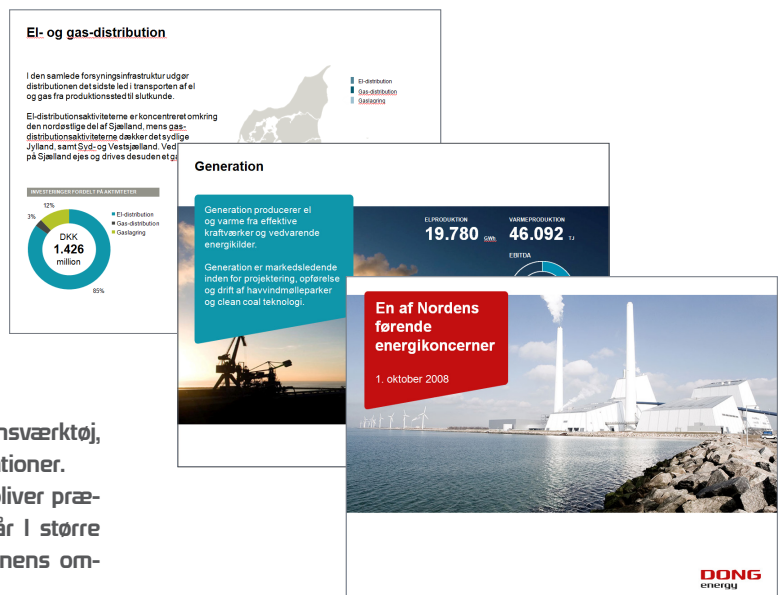 El- og gas-distribution
I den samlede forsyningsinfrastruktur udgør
distributionen det sidste led i transporten af el
og gas fra produktionssted til slutkunde.
El-distributionsaktiviteterne er koncentreret omkring
den nordøstlige del af Sjælland, mens gas-
distributionsaktiviteterne dækker det sydlige
Jylland, samt Syd- og Vestsjælland. Ved
på Sjælland ejes og drives desuden et
El-distribution
Gas-distribution
Gaslagring
INVESTERINGER FORDELT PÅ AKTIVITETER
12%
3%
85%
DKK
1.426
million
El-distribution
Gas-distribution
Gaslagring
Generation
Generation producerer el
og varme fra effektive
kraftværker og vedvarende
energikilder.
Generation er markedsledende
inden for projektering, opførelse
og drift af havvindmølleparker
og clean coal teknologi.
ELPRODUKTION
19.780 GWh
VARMEPRODUKTION
46.092 TJ
EBITDA
En af Nordens
førende
energikoncerner
1. oktober 2008
DONG
energy
nsværktøj,
tioner.
bliver præ-
år I større
nens om-